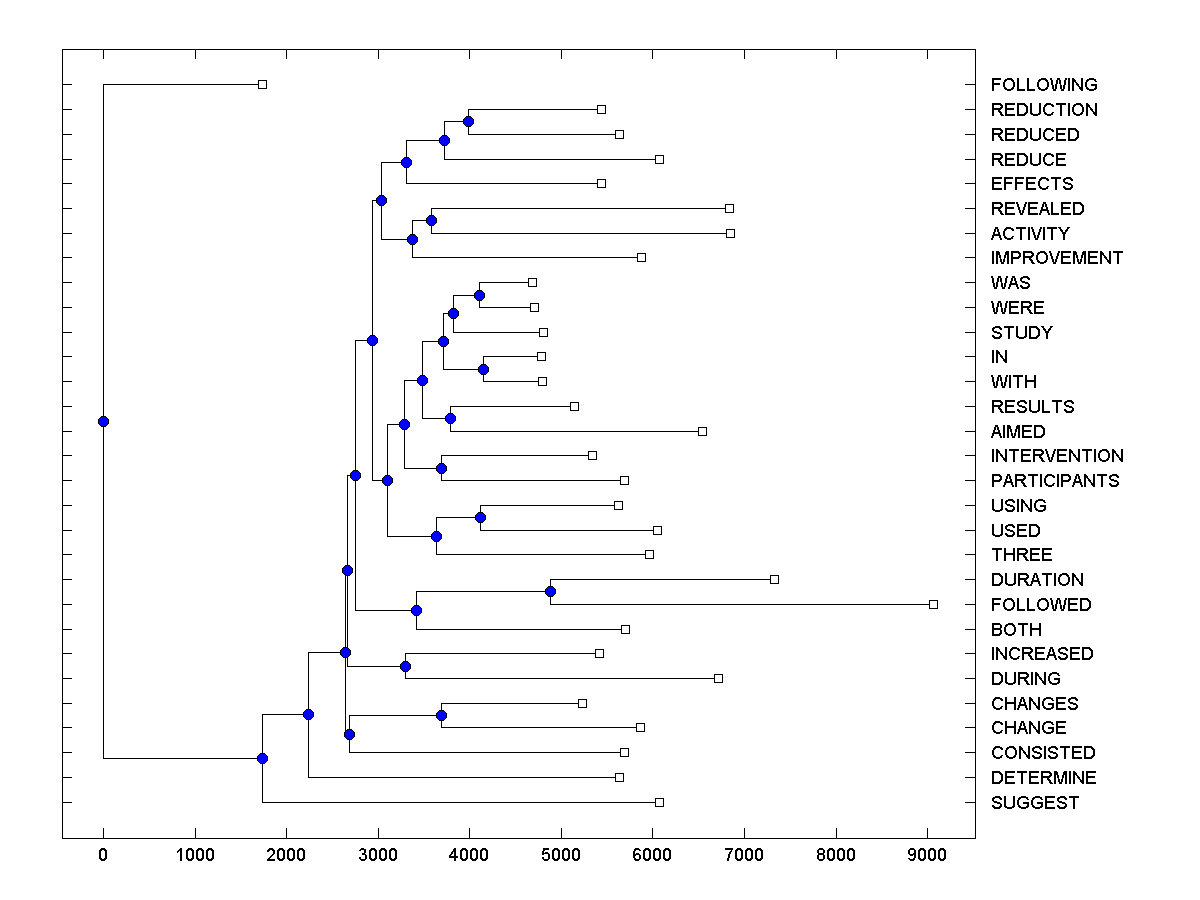 FOLLOWING
REDUCTION
REDUCED
REDUCE
EFFECTS
REVEALED
ACTIVITY
IMPROVEMENT
WAS
WERE
STUDY
IN
WITH
RESULTS
AIMED
INTERVENTION
PARTICIPANTS
USING
USED
THREE
DURATION
FOLLOWED
BOTH
INCREASED
DURING
CHANGES
CHANGE
CONSISTED
DETERMINE
SUGGEST
0 1000 2000 3000 4000 5000 6000 7000 8000 9000